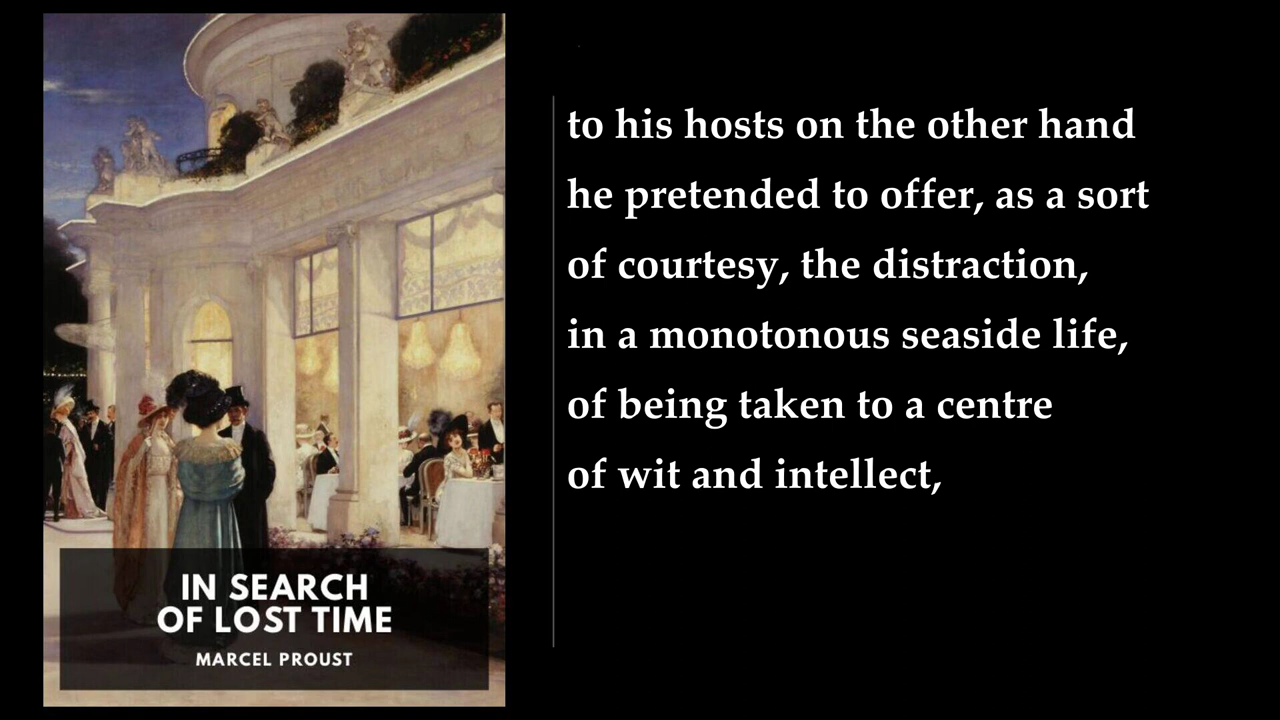 to his hosts on the other hand
he pretended to offer, as a sort
of courtesy, the distraction,
in a monotonous seaside life,
of being taken to a centre
of wit and intellect,
IN SEARCH
OF LOST TIME
MARCEL PROUST